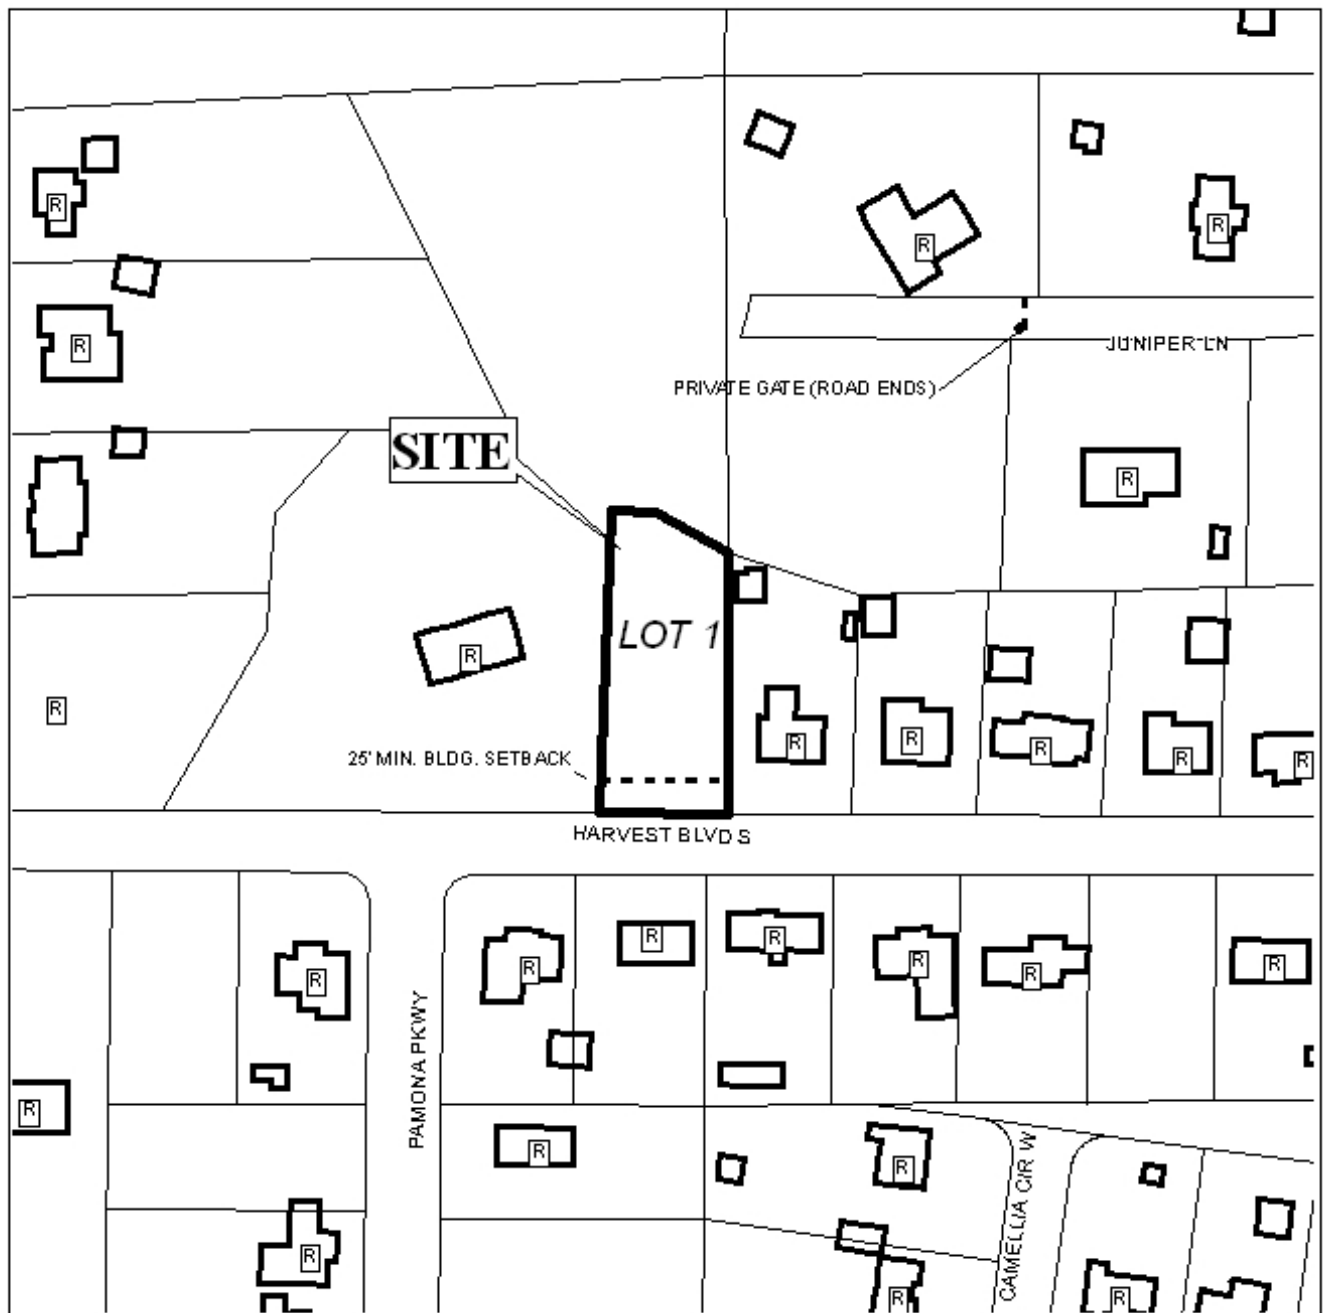 R
R
R
R
JUNIPER LN
PRIVATE GATE (ROAD ENDS)
SITE
R
LOT 1
R
R
R
R
R
R
R
R
25' MIN. BLDG. SETBACK
HARVEST BLVD S
R
R
R
R
R
R
R
PAMONA PKWY
R
R
R
CAMELLIA CIR W
R
R
R